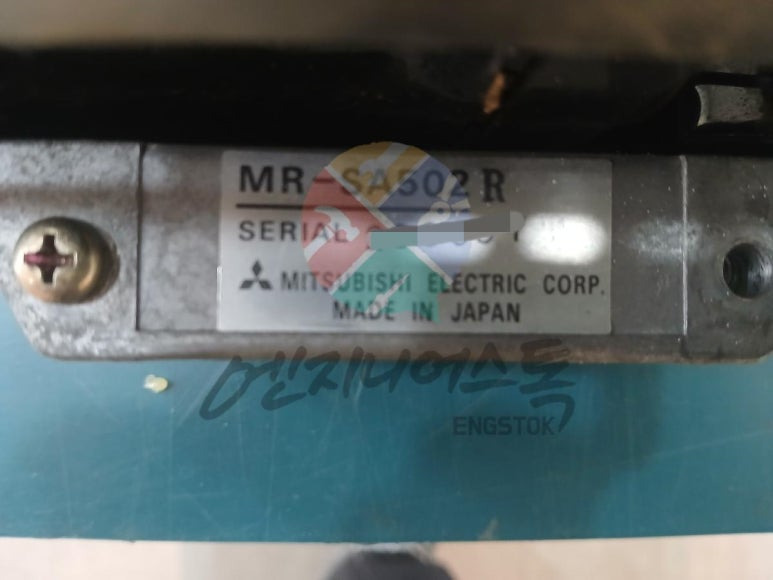 MR-SA502R
SERIAL
MITSUBISHI ELECTRIC CORP.
MADE IN JAPAN
엔지니어스톡
ENGSTOK